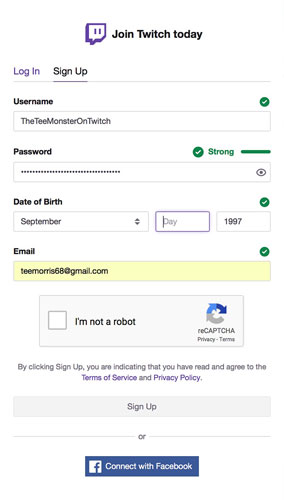 Join Twitch today
Log In Sign Up
Username
TheTeeMonsterOnTwitch
Password Strong
••••••••••••••••••••••••••••••••••
Date of Birth
September Day 1997
Email
teemorris68@gmail.com
I'm not a robot
reCAPTCHA
Privacy - Terms
By clicking Sign Up, you are indicating that you have read and agree to the
Terms of Service and Privacy Policy.
Sign Up
or
Connect with Facebook